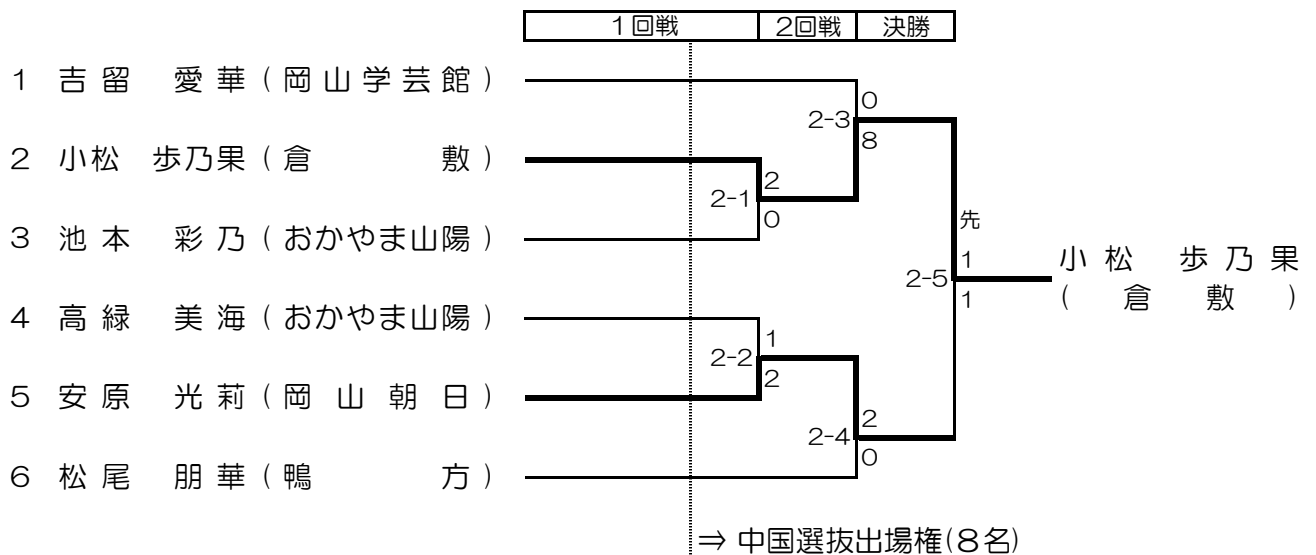 1回戦 2回戦 決勝
1 吉留 愛華(岡山学芸館)
0
2-3
8
2 小松 歩乃果(倉敷)
2
2-1
0
3 池本 彩乃(おかやま山陽)
先
1
2-5
1
小松 歩乃果
(倉敷)
4 高緑 美海(おかやま山陽)
1
2-2
2
5 安原 光莉(岡山朝日)
2
2-4
0
6 松尾 朋華(鴨方)
⇒ 中国選抜出場権(8名)